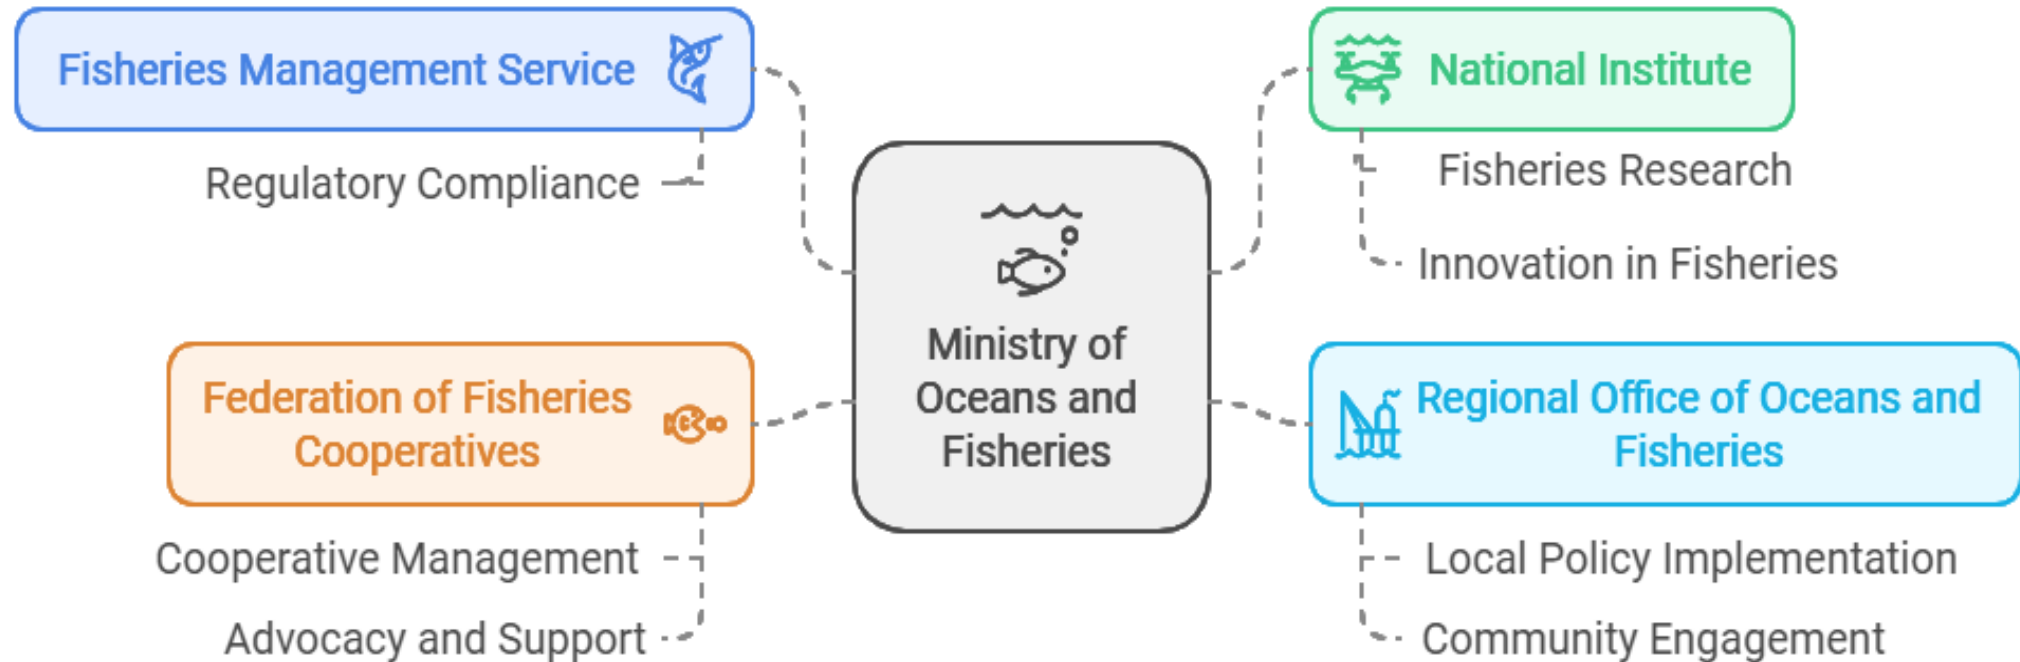 Fisheries Management Service
Regulatory Compliance
Federation of Fisheries
Cooperatives
Cooperative Management
Advocacy and Support
Ministry of
Oceans and
Fisheries
National Institute
Fisheries Research
Innovation in Fisheries
Regional Office of Oceans and
Fisheries
Local Policy Implementation
Community Engagement